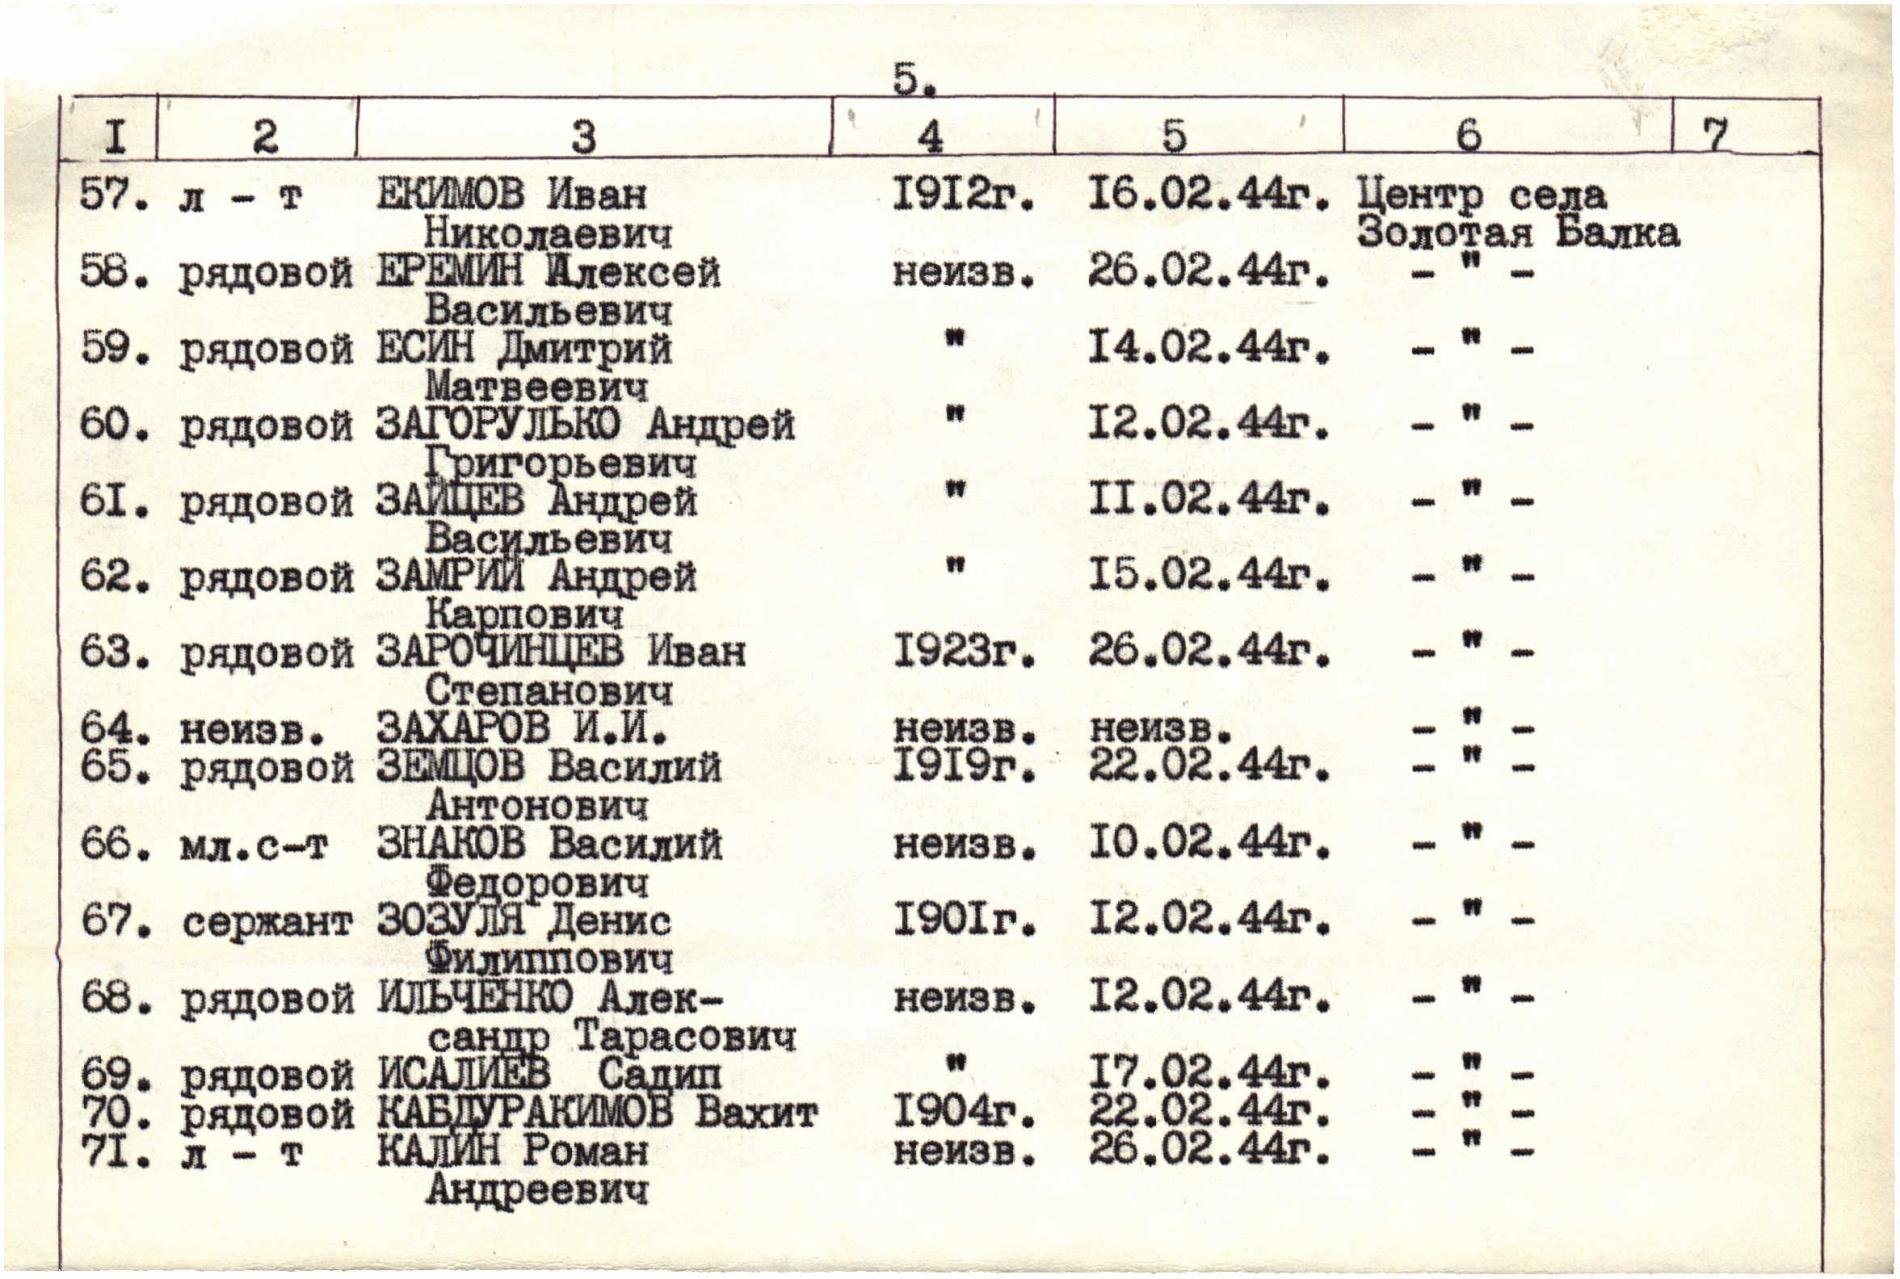 5.
I 2 3 4 5 6 7
57. л - т ЕКИМОВ Иван 1912г. 16.02.44г. Центр села
Николаевич Золотая Балка
58. рядовой ЕРЕМИН Алексей неизв. 26.02.44г. - " -
Васильевич
59. рядовой ЕСИН Дмитрий " 14.02.44г. - " -
Матвеевич
60. рядовой ЗАГОРУЛЬКО Андрей " 12.02.44г. - " -
Григорьевич
61. рядовой ЗАЙЦЕВ Андрей " 11.02.44г. - " -
Васильевич
62. рядовой ЗАМРИЙ Андрей " 15.02.44г. - " -
Карпович
63. рядовой ЗАРОЧИНЦЕВ Иван 1923г. 26.02.44г. - " -
Степанович
64. неизв. ЗАХАРОВ И.И. неизв. неизв. - " -
65. рядовой ЗЕМЦОВ Василий 1919г. 22.02.44г. - " -
Антонович
66. мл.с-т ЗНАКОВ Василий неизв. 10.02.44г. - " -
Федорович
67. сержант ЗОЗУЛЯ Денис 1901г. 12.02.44г. - " -
Филиппович
68. рядовой ИЛЬЧЕНКО Алек- неизв. 12.02.44г. - " -
сандр Тарасович
69. рядовой ИСАЛИЕВ Садип " 17.02.44г. - " -
70. рядовой КАБДУРАКИМОВ Вахит 1904г. 22.02.44г. - " -
71. л - т КАЛИН Роман неизв. 26.02.44г. - " -
Андреевич